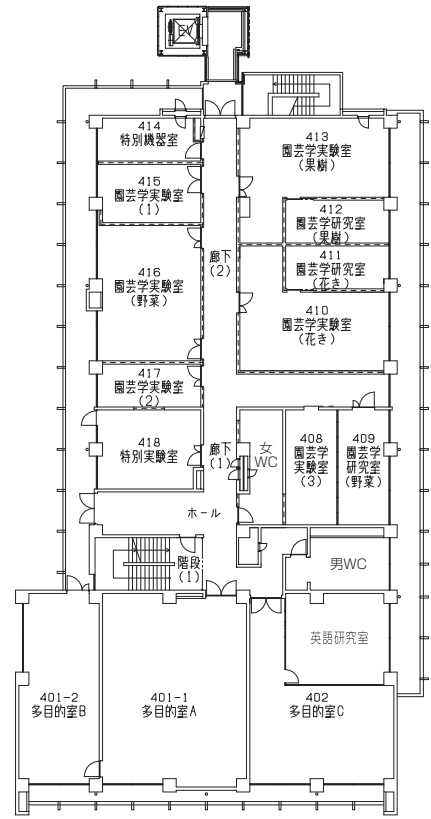 EV
414
特別機器室
413
園芸学実験室
(果樹)
415
園芸学実験室
(1)
412
園芸学研究室
(果樹)
廊下
(2)
411
園芸学研究室
(花き)
416
園芸学実験室
(野菜)
410
園芸学実験室
(花き)
417
園芸学実験室
(2)
418
特別実験室
廊下
(1)
女
WC
408
園芸学
実験室
(3)
409
園芸学
研究室
(野菜)
ホール
階段
(1)
男WC
英語研究室
401-2
多目的室B
401-1
多目的室A
402
多目的室C